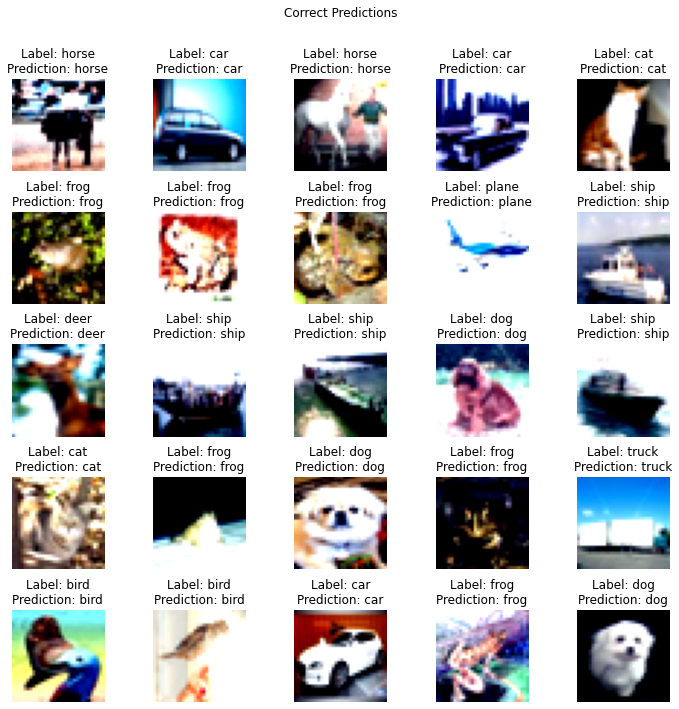 Correct Predictions
Label: horse
Prediction: horse
Label: car
Prediction: car
Label: horse
Prediction: horse
Label: car
Prediction: car
Label: cat
Prediction: cat
Label: frog
Prediction: frog
Label: frog
Prediction: frog
Label: frog
Prediction: frog
Label: plane
Prediction: plane
Label: ship
Prediction: ship
Label: deer
Prediction: deer
Label: ship
Prediction: ship
Label: ship
Prediction: ship
Label: dog
Prediction: dog
Label: ship
Prediction: ship
Label: cat
Prediction: cat
Label: frog
Prediction: frog
Label: dog
Prediction: dog
Label: frog
Prediction: frog
Label: truck
Prediction: truck
Label: bird
Prediction: bird
Label: bird
Prediction: bird
Label: car
Prediction: car
Label: frog
Prediction: frog
Label: dog
Prediction: dog